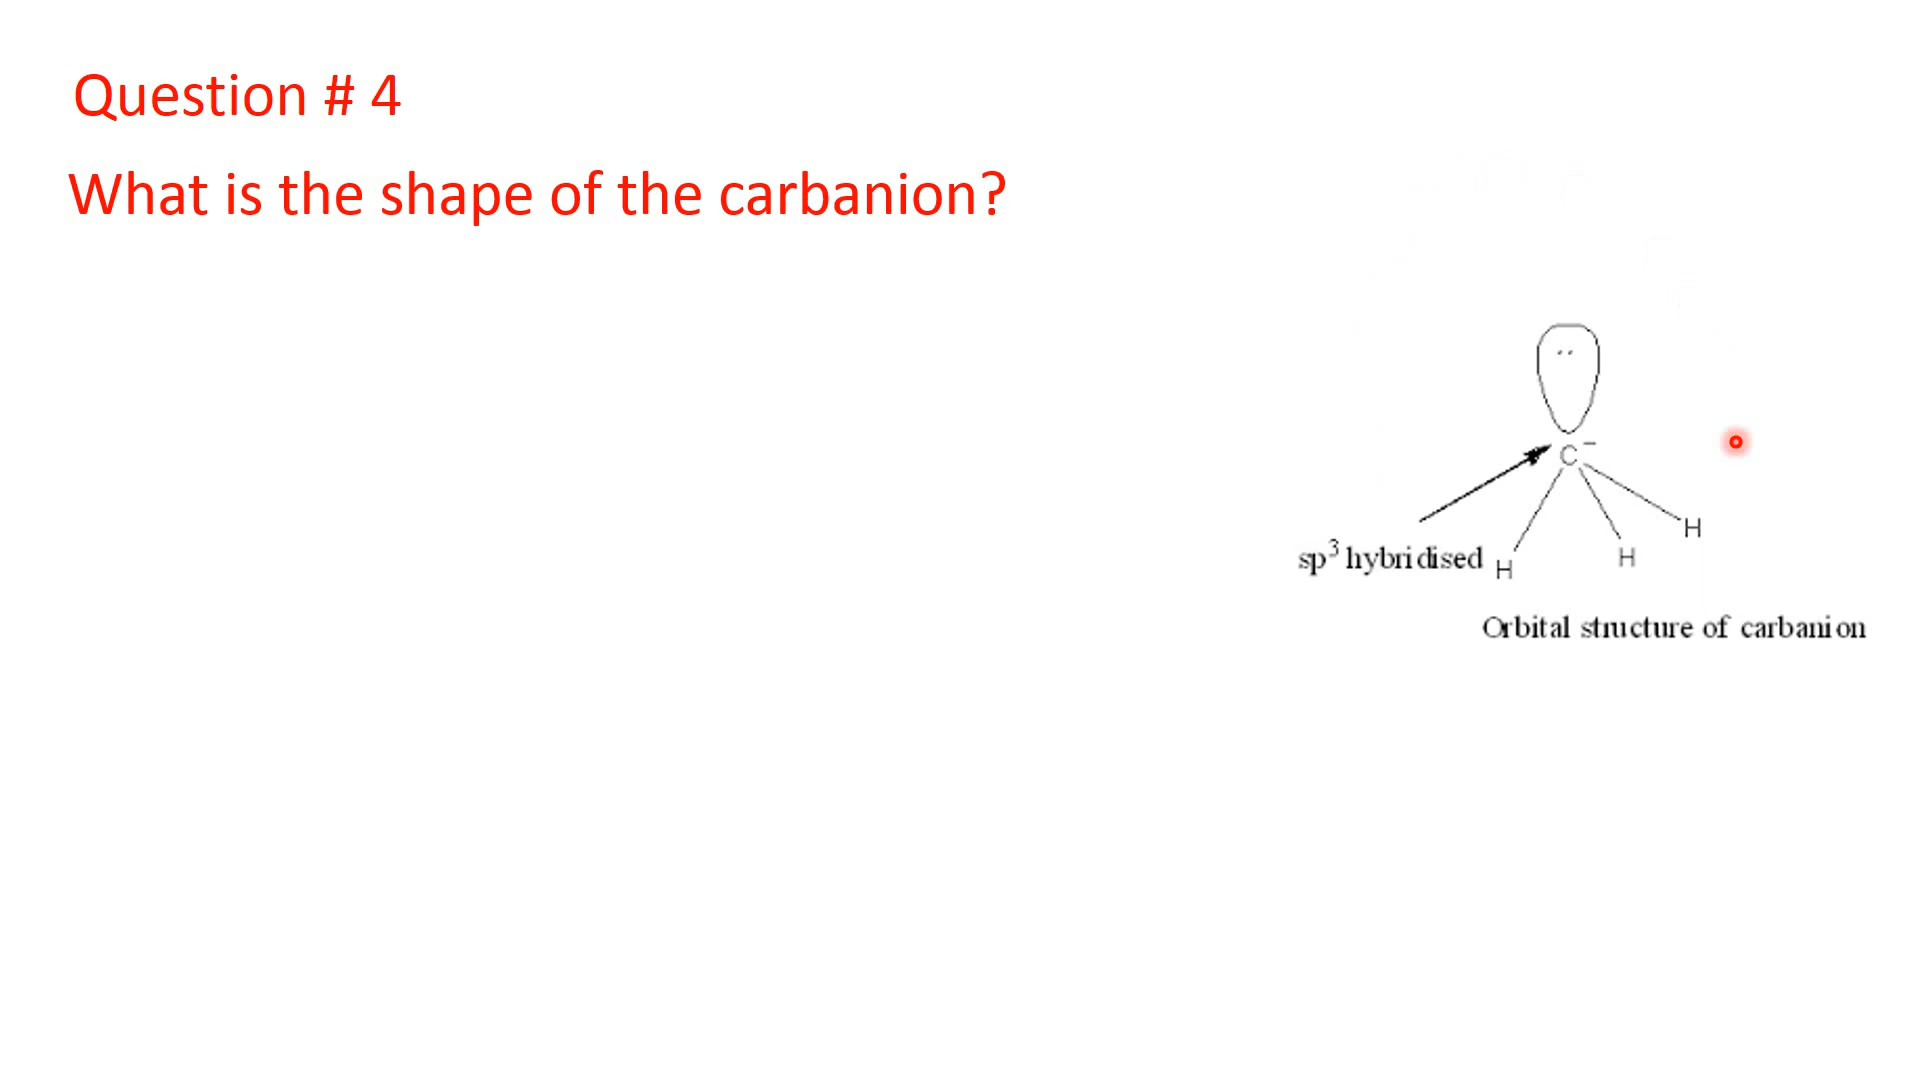 Question # 4
What is the shape of the carbanion?
..
C⁻
H
sp³ hybridised H
H
Orbital structure of carbanion